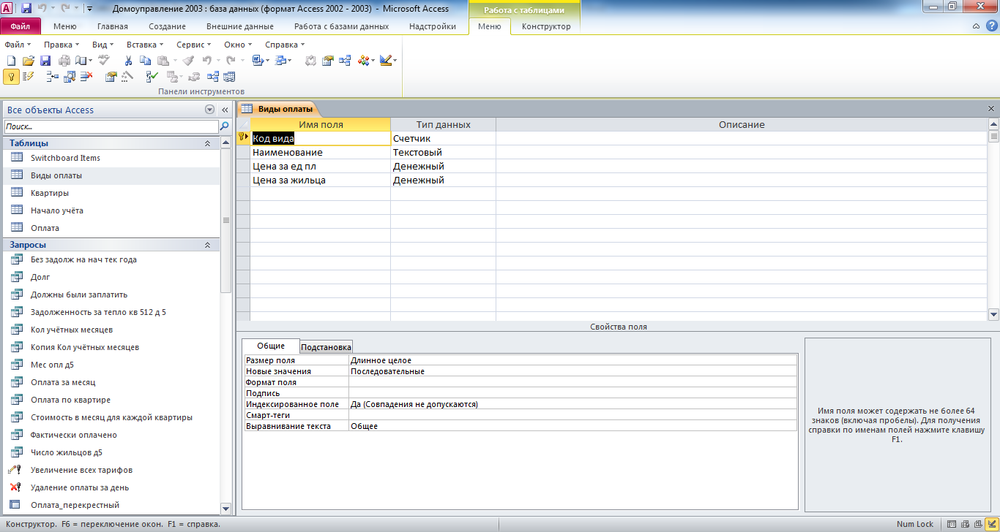 Домоуправление 2003 : база данных (формат Access 2002 - 2003) - Microsoft Access
Работа с таблицами
Файл Меню Главная Создание Внешние данные Работа с базами данных Надстройки Меню Конструктор
Файл Правка Вид Вставка Сервис Окно Справка
Панели инструментов
Все объекты Access
Поиск...
Таблицы
Switchboard Items
Виды оплаты
Квартиры
Начало учёта
Оплата
Запросы
Без задолж на нач тек года
Долг
Должны были заплатить
Задолженность за тепло кв 512 д 5
Кол учётных месяцев
Копия Кол учётных месяцев
Мес опл д5
Оплата за месяц
Оплата по квартире
Стоимость в месяц для каждой квартиры
Фактически оплачено
Число жильцов д5
Увеличение всех тарифов
Удаление оплаты за день
Оплата_перекрестный
Виды оплаты
Имя поля Тип данных Описание
Код вида Счетчик
Наименование Текстовый
Цена за ед пл Денежный
Цена за жильца Денежный
Свойства поля
Общие Подстановка
Размер поля Длинное целое
Новые значения Последовательные
Формат поля
Подпись
Индексированное поле Да (Совпадения не допускаются)
Смарт-теги
Выравнивание текста Общее
Имя поля может содержать не более 64
знаков (включая пробелы). Для получения
справки по именам полей нажмите клавишу
F1.
Конструктор. F6 = переключение окон. F1 = справка. Num Lock